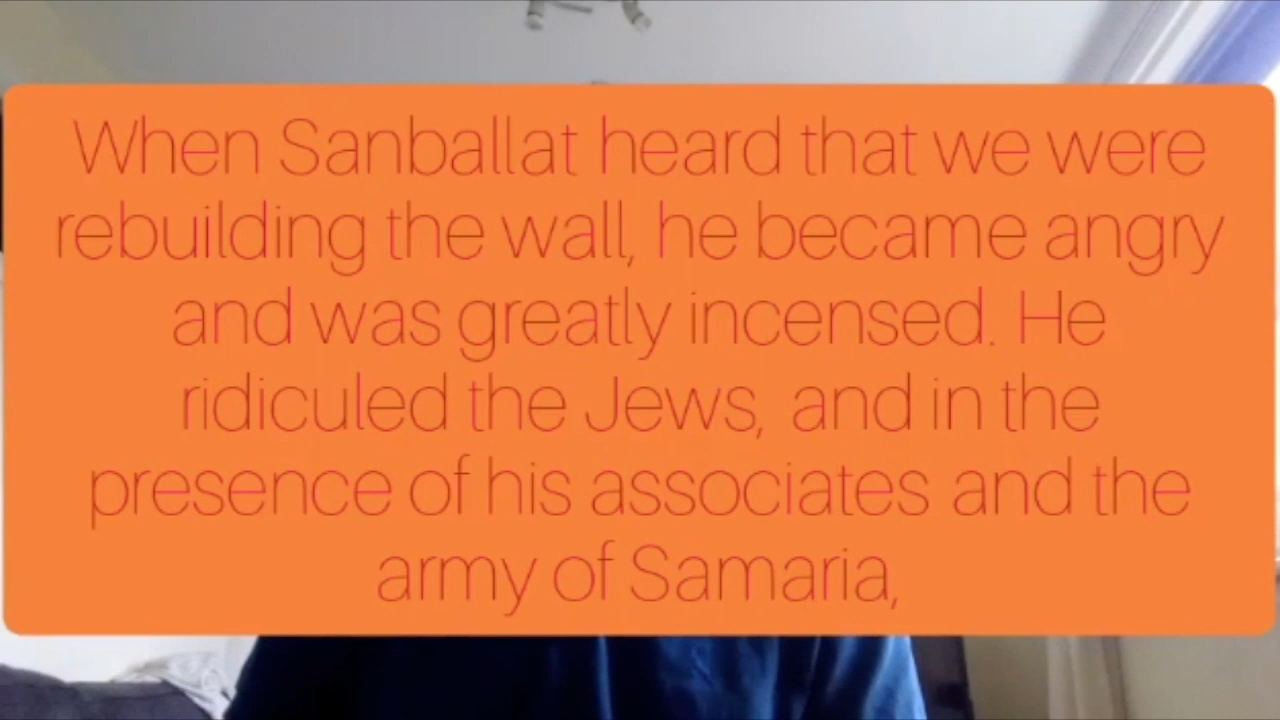 When Sanballat heard that we were
rebuilding the wall, he became angry
and was greatly incensed. He
ridiculed the Jews, and in the
presence of his associates and the
army of Samaria,